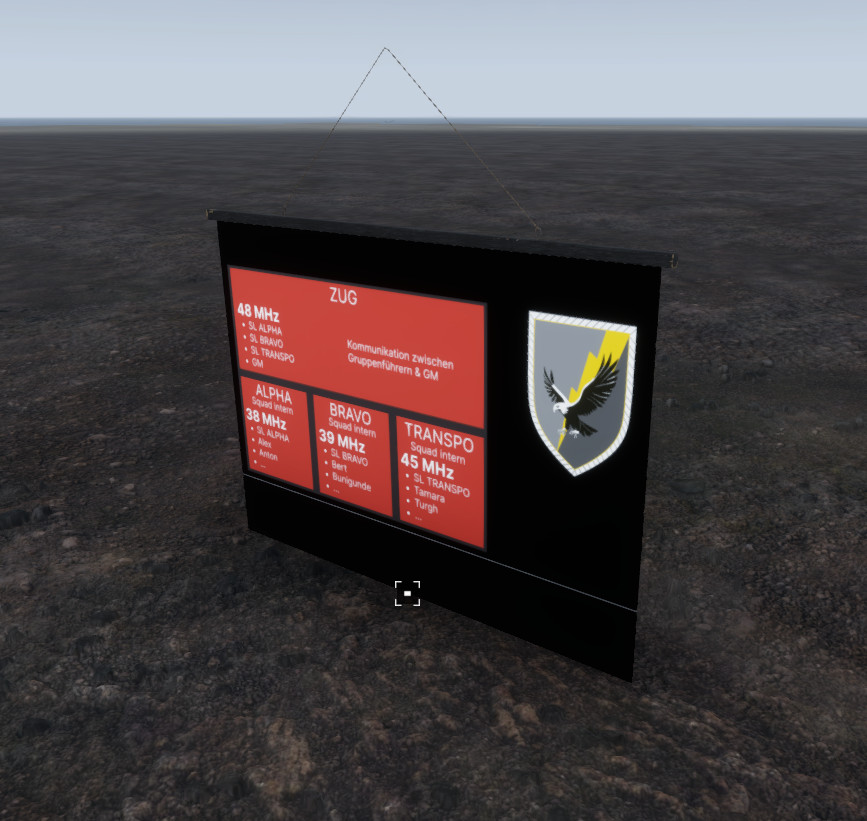 ZUG
48 MHz
• SL ALPHA
• SL BRAVO
• SL TRANSPO
• GM
Kommunikation zwischen
Gruppenführern & GM
ALPHA
Squad intern
38 MHz
• SL ALPHA
• Alex
• Anton
• ...
BRAVO
Squad intern
39 MHz
• SL BRAVO
• Bert
• Bunigunde
• ...
TRANSPO
Squad intern
45 MHz
• SL TRANSPO
• Tamara
• Turgh
• ...